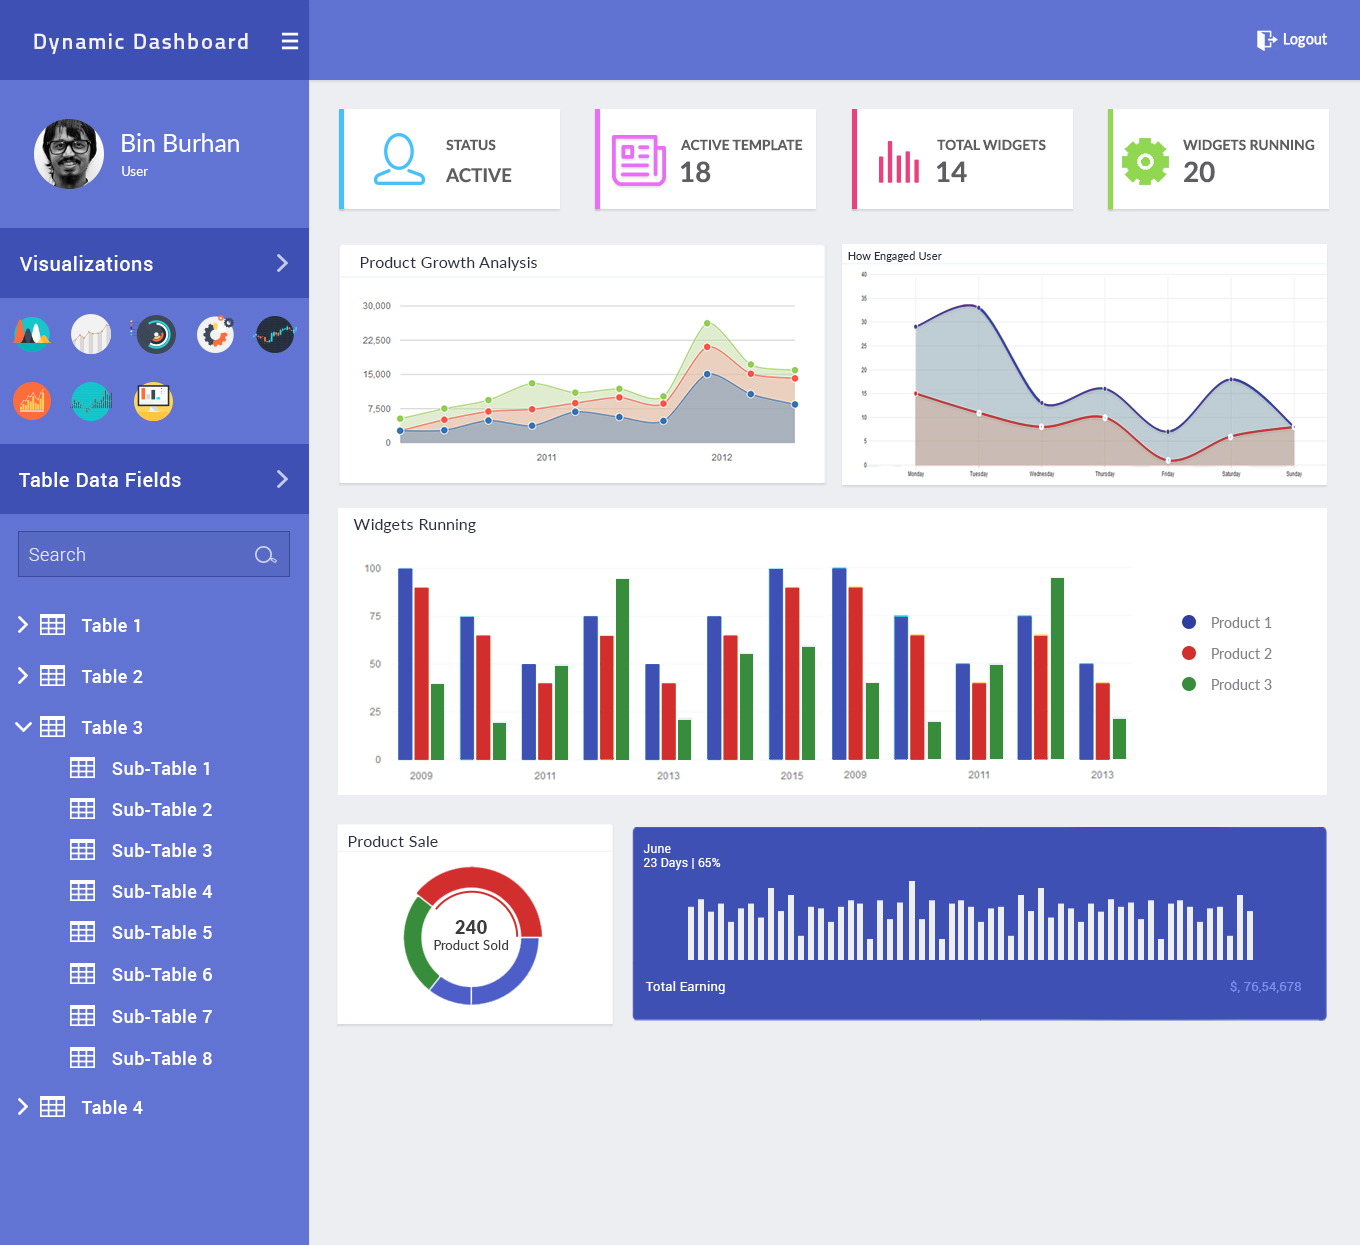 Dynamic Dashboard
Logout
Bin Burhan
User
Visualizations
Table Data Fields
Search
Table 1
Table 2
Table 3
Sub-Table 1
Sub-Table 2
Sub-Table 3
Sub-Table 4
Sub-Table 5
Sub-Table 6
Sub-Table 7
Sub-Table 8
Table 4
STATUS
ACTIVE
ACTIVE TEMPLATE
18
TOTAL WIDGETS
14
WIDGETS RUNNING
20
Product Growth Analysis
30,000
22,500
15,000
7,500
0
2011 2012
How Engaged User
40
35
30
25
20
15
10
5
0
Monday Tuesday Wednesday Thursday Friday Saturday Sunday
Widgets Running
100
75
50
25
0
2009 2011 2013 2015 2009 2011 2013
Product 1
Product 2
Product 3
Product Sale
240
Product Sold
June
23 Days | 65%
Total Earning $, 76,54,678